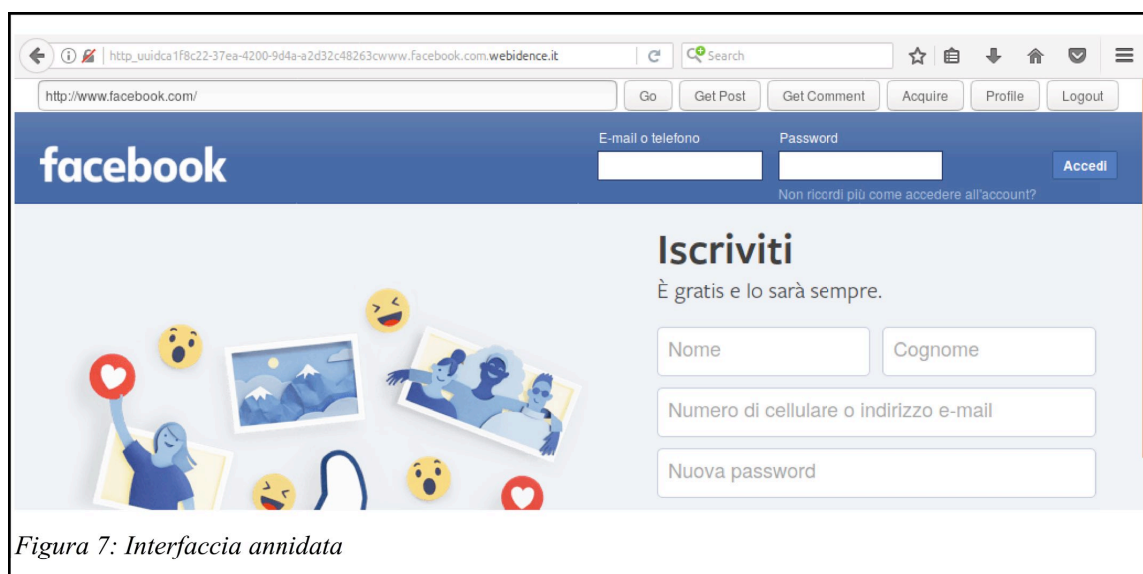 http_uuidca1f8c22-37ea-4200-9d4a-a2d32c48263cwww.facebook.com.webidence.it Search
http://www.facebook.com/ Go Get Post Get Comment Acquire Profile Logout
E-mail o telefono Password
facebook Accedi
Non ricordi più come accedere all'account?
Iscriviti
È gratis e lo sarà sempre.
Nome Cognome
Numero di cellulare o indirizzo e-mail
Nuova password
Figura 7: Interfaccia annidata